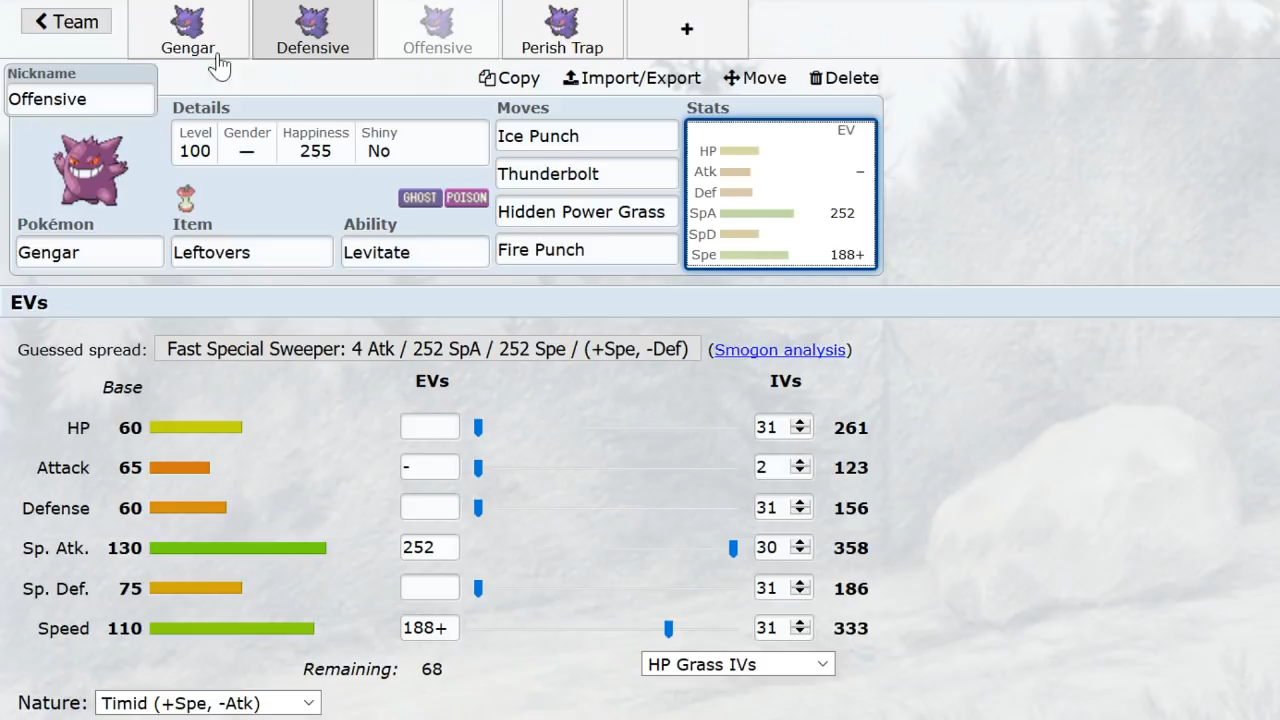 Team
Gengar
Defensive
Offensive
Perish Trap
+
Nickname
Offensive
Copy
Import/Export
Move
Delete
Details
Moves
Stats
Level
Gender
Happiness
Shiny
100
—
255
No
GHOST POISON
Pokémon
Item
Ability
Gengar
Leftovers
Levitate
Ice Punch
Thunderbolt
Hidden Power Grass
Fire Punch
EV
HP
Atk –
Def
SpA 252
SpD
Spe 188+
EVs
Guessed spread: Fast Special Sweeper: 4 Atk / 252 SpA / 252 Spe / (+Spe, -Def) (Smogon analysis)
Base EVs IVs
HP 60 31 261
Attack 65 - 2 123
Defense 60 31 156
Sp. Atk. 130 252 30 358
Sp. Def. 75 31 186
Speed 110 188+ 31 333
Remaining: 68 HP Grass IVs
Nature: Timid (+Spe, -Atk)